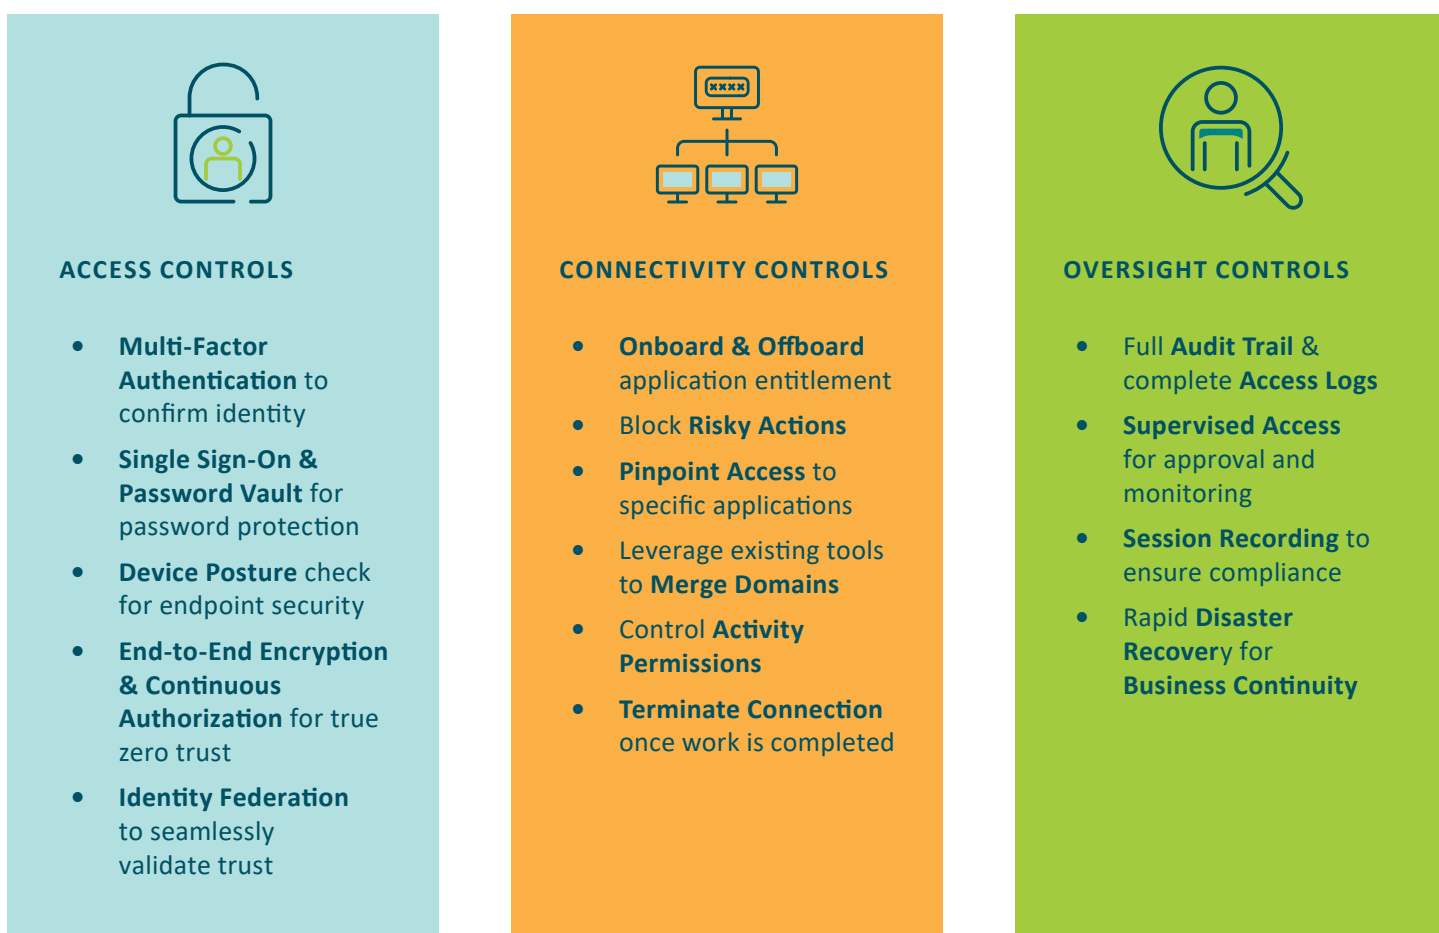 ACCESS CONTROLS
• Multi-Factor
Authentication to
confirm identity
• Single Sign-On &
Password Vault for
password protection
• Device Posture check
for endpoint security
• End-to-End Encryption
& Continuous
Authorization for true
zero trust
• Identity Federation
to seamlessly
validate trust
xxxx
CONNECTIVITY CONTROLS
• Onboard & Offboard
application entitlement
• Block Risky Actions
• Pinpoint Access to
specific applications
• Leverage existing tools
to Merge Domains
• Control Activity
Permissions
• Terminate Connection
once work is completed
OVERSIGHT CONTROLS
• Full Audit Trail &
complete Access Logs
• Supervised Access
for approval and
monitoring
• Session Recording to
ensure compliance
• Rapid Disaster
Recovery for
Business Continuity